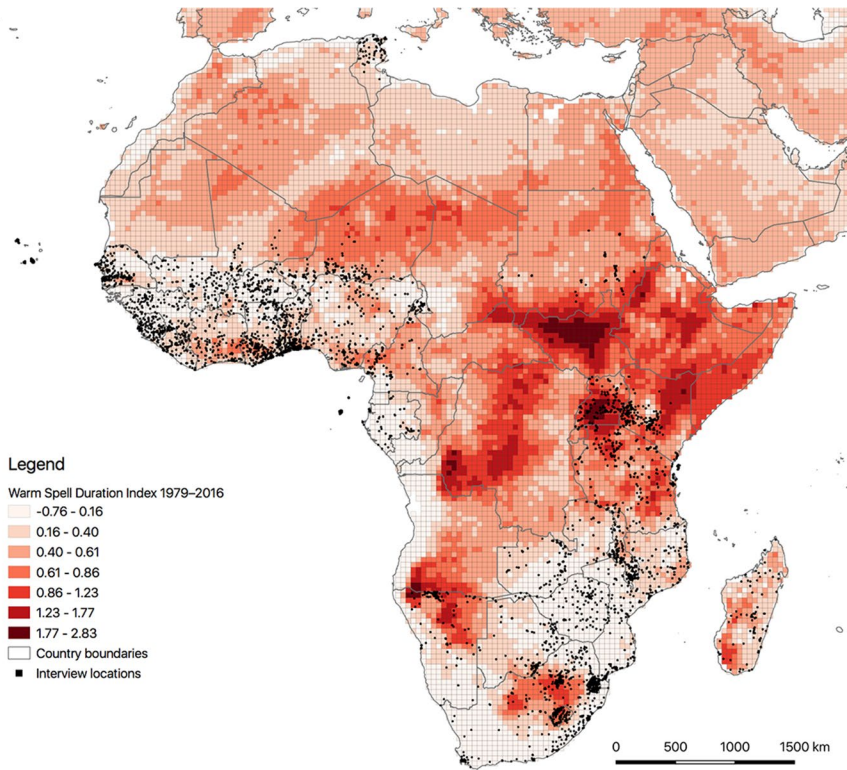 Legend
Warm Spell Duration Index 1979–2016
-0.76 - 0.16
0.16 - 0.40
0.40 - 0.61
0.61 - 0.86
0.86 - 1.23
1.23 - 1.77
1.77 - 2.83
Country boundaries
Interview locations
0 500 1000 1500 km